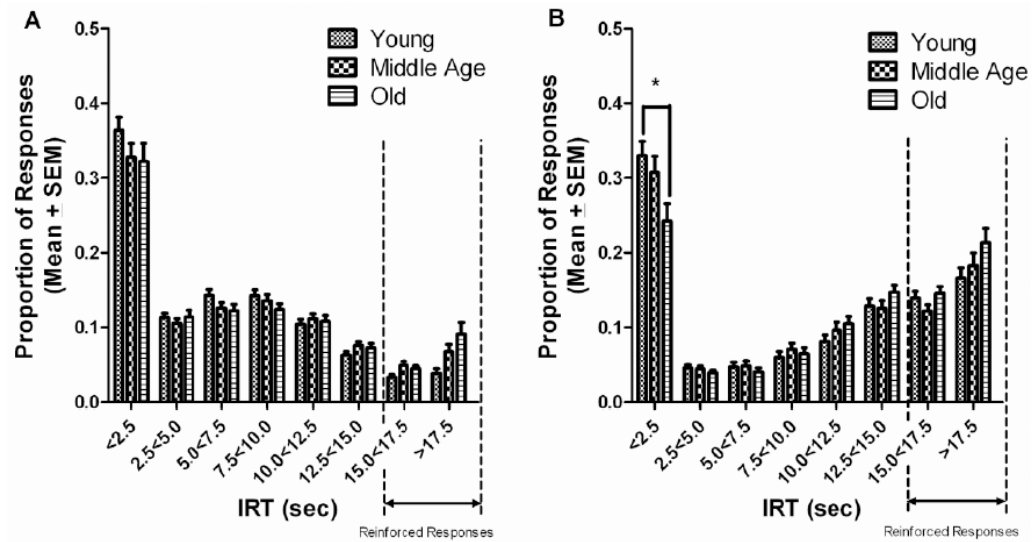 A
0.5
0.4
0.3
0.2
0.1
0.0
Proportion of Responses
(Mean ± SEM)
Young
Middle Age
Old
<2.5
2.5<5.0
5.0<7.5
7.5<10.0
10.0<12.5
12.5<15.0
15.0<17.5
>17.5
IRT (sec)
Reinforced Responses
B
0.5
0.4
0.3
0.2
0.1
0.0
Proportion of Responses
(Mean ± SEM)
Young
Middle Age
Old
*
<2.5
2.5<5.0
5.0<7.5
7.5<10.0
10.0<12.5
12.5<15.0
15.0<17.5
>17.5
IRT (sec)
Reinforced Responses